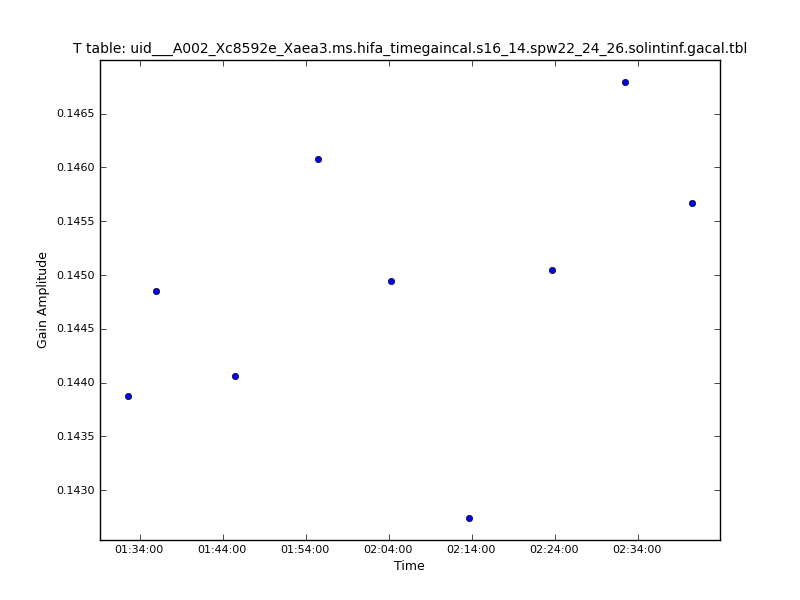 T table: uid___A002_Xc8592e_Xaea3.ms.hifa_timegaincal.s16_14.spw22_24_26.solintinf.gacal.tbl
0.1465
0.1460
0.1455
0.1450
0.1445
0.1440
0.1435
0.1430
Gain Amplitude
01:34:00 01:44:00 01:54:00 02:04:00 02:14:00 02:24:00 02:34:00
Time